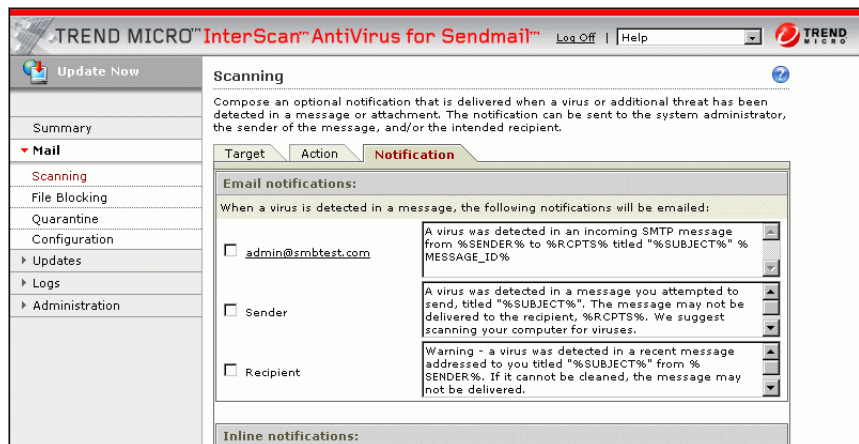 TREND MICRO™ InterScan™ AntiVirus for Sendmail™ Log Off | Help TREND MICRO
Update Now
Summary
Mail
Scanning
File Blocking
Quarantine
Configuration
Updates
Logs
Administration
Scanning
Compose an optional notification that is delivered when a virus or additional threat has been
detected in a message or attachment. The notification can be sent to the system administrator,
the sender of the message, and/or the intended recipient.
Target Action Notification
Email notifications:
When a virus is detected in a message, the following notifications will be emailed:
admin@smbtest.com
A virus was detected in an incoming SMTP message
from %SENDER% to %RCPTS% titled "%SUBJECT%" %
MESSAGE_ID%
Sender
A virus was detected in a message you attempted to
send, titled "%SUBJECT%". The message may not be
delivered to the recipient, %RCPTS%. We suggest
scanning your computer for viruses.
Recipient
Warning - a virus was detected in a recent message
addressed to you titled "%SUBJECT%" from %
SENDER%. If it cannot be cleaned, the message may
not be delivered.
Inline notifications: